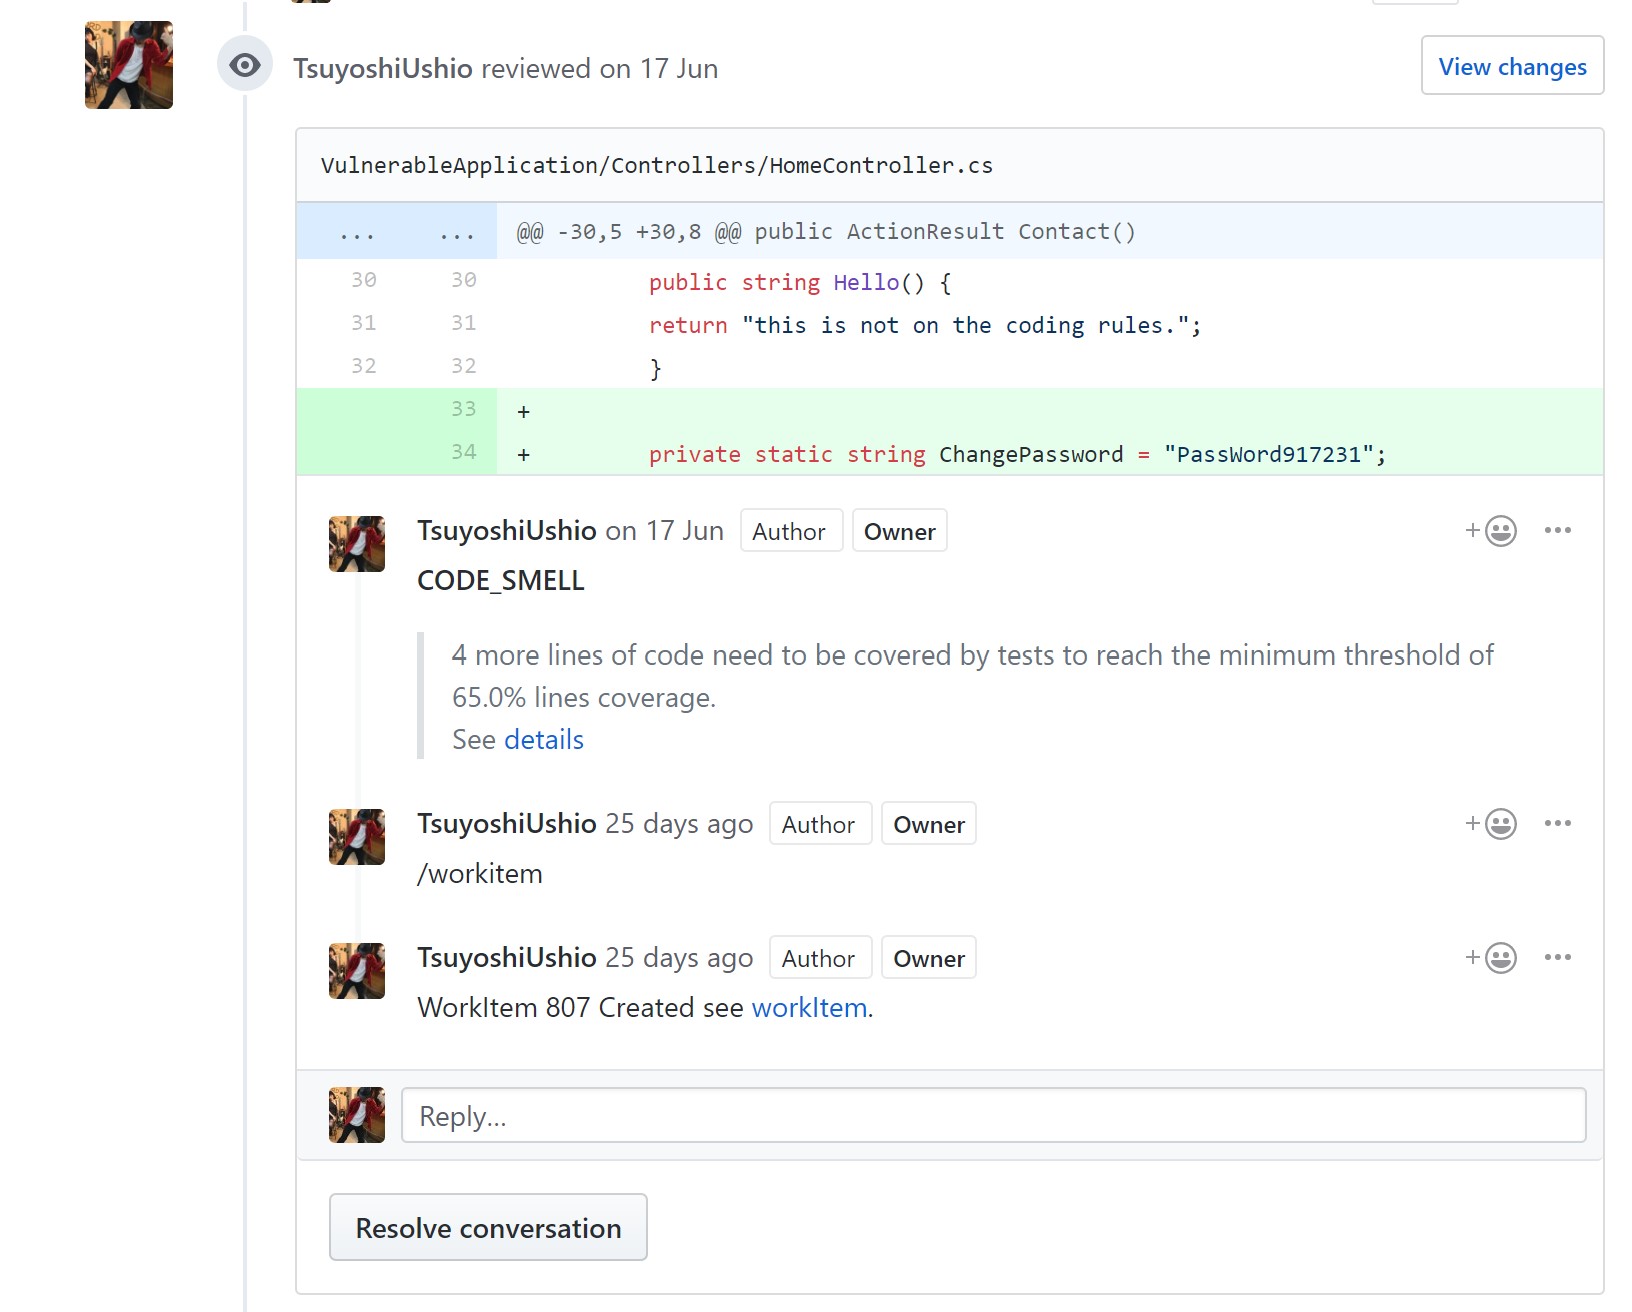 TsuyoshiUshio reviewed on 17 Jun
View changes
VulnerableApplication/Controllers/HomeController.cs
... ... @@ -30,5 +30,8 @@ public ActionResult Contact()
30 30 public string Hello() {
31 31 return "this is not on the coding rules.";
32 32 }
33 +
34 + private static string ChangePassword = "PassWord917231";
TsuyoshiUshio on 17 Jun Author Owner
CODE_SMELL
4 more lines of code need to be covered by tests to reach the minimum threshold of
65.0% lines coverage.
See details
TsuyoshiUshio 25 days ago Author Owner
/workitem
TsuyoshiUshio 25 days ago Author Owner
WorkItem 807 Created see workItem.
Reply...
Resolve conversation